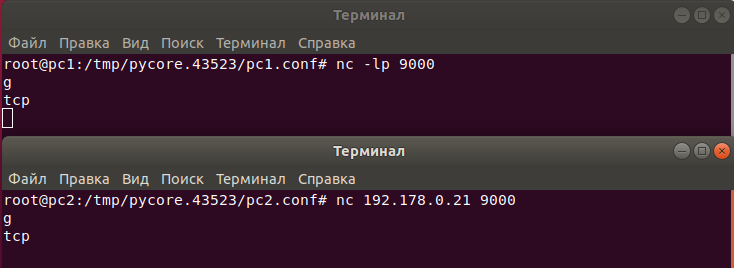 Терминал
Файл Правка Вид Поиск Терминал Справка
root@pc1:/tmp/pycore.43523/pc1.conf# nc -lp 9000
g
tcp
Терминал
Файл Правка Вид Поиск Терминал Справка
root@pc2:/tmp/pycore.43523/pc2.conf# nc 192.178.0.21 9000
g
tcp